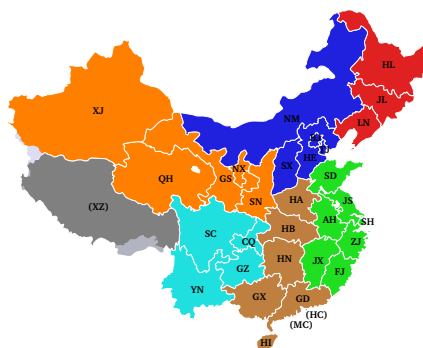 HL
JL
LN
XJ
NM
BJ
TJ
HE
SX
NX
GS
QH
SN
SD
(XZ)
HA
JS
AH
SH
SC
CQ
HB
ZJ
GZ
HN
JX
FJ
YN
GX
GD
(HC)
(MC)
HI